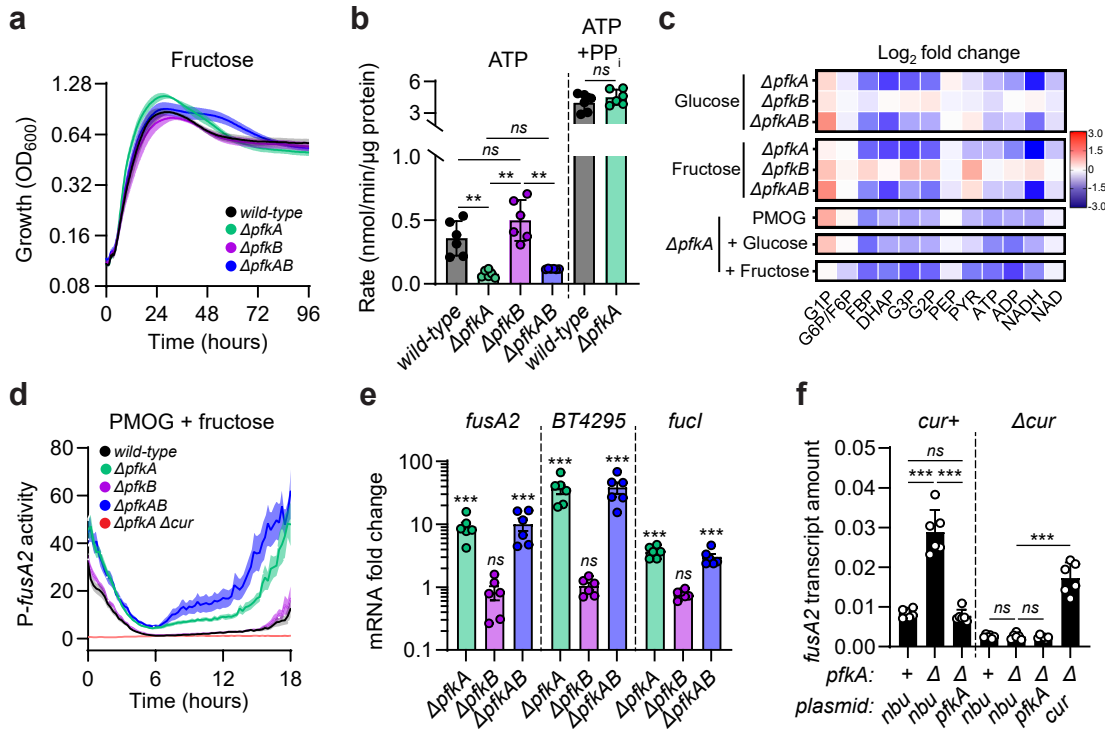 a
Fructose
Growth (OD600)
1.28
0.64
0.32
0.16
0.08
0
24
48
72
96
Time (hours)
wild-type
ΔpfkA
ΔpfkB
ΔpfkAB
b
ATP
ATP
+PPi
Rate (nmol/min/μg protein)
6
3
1.0
0.5
0.0
ns
ns
ns
**
**
**
wild-type
ΔpfkA
ΔpfkB
ΔpfkAB
wild-type
ΔpfkA
c
Log2 fold change
Glucose
ΔpfkA
ΔpfkB
ΔpfkAB
Fructose
ΔpfkA
ΔpfkB
ΔpfkAB
ΔpfkA
PMOG
+ Glucose
+ Fructose
3.0
1.5
0
-1.5
-3.0
G1P
G6P/F6P
FBP
DHAP
G3P
G2P
PEP
PYR
ATP
ADP
NADH
NAD
d
PMOG + fructose
P-fusA2 activity
80
60
40
20
0
0
6
12
18
Time (hours)
wild-type
ΔpfkA
ΔpfkB
ΔpfkAB
ΔpfkA Δcur
e
fusA2
BT4295
fucI
mRNA fold change
100
10
1
0.1
***
ns
***
***
ns
***
***
ns
***
ΔpfkA
ΔpfkB
ΔpfkAB
ΔpfkA
ΔpfkB
ΔpfkAB
ΔpfkA
ΔpfkB
ΔpfkAB
f
cur+
Δcur
fusA2 transcript amount
0.05
0.04
0.03
0.02
0.01
0.00
ns
*** ***
***
ns ns
pfkA: + Δ Δ + Δ Δ Δ
plasmid: nbu nbu pfkA nbu nbu pfkA cur